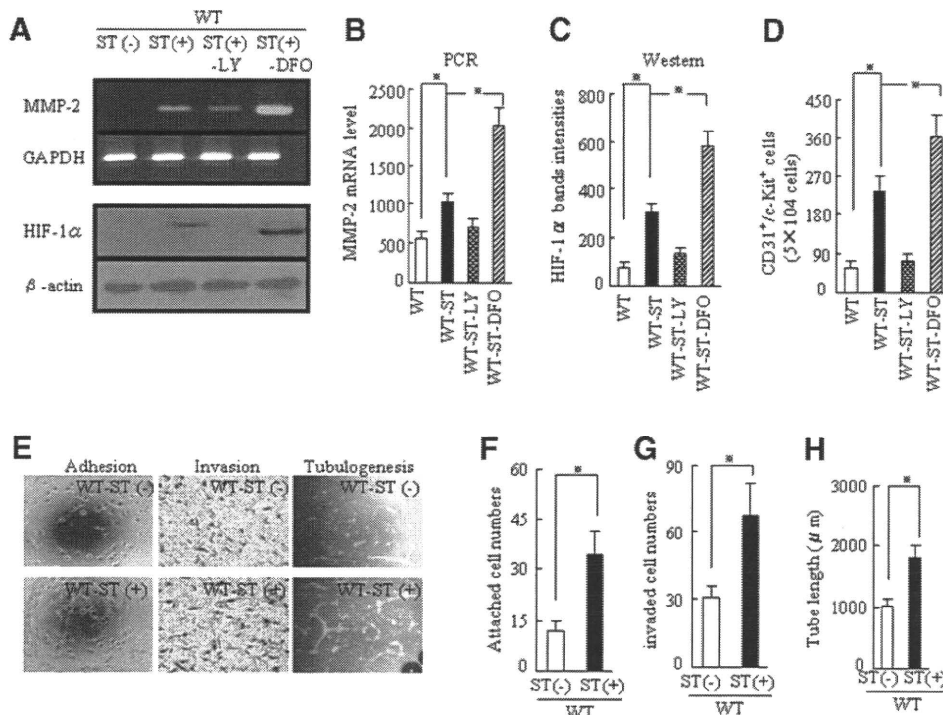 A
WT
ST (-) ST(+) ST(+) ST(+)
-LY -DFO
MMP-2
GAPDH
HIF-1α
β-actin
B
PCR
*
*
MMP-2 mRNA level
2500
2000
1500
1000
500
0
WT
WT-ST
WT-ST-LY
WT-ST-DFO
C
Western
*
*
HIF-1 α bands intensities
800
600
400
200
0
WT
WT-ST
WT-ST-LY
WT-ST-DFO
D
*
*
CD31+/c-Kit+ cells
(5×104 cells)
450
360
270
180
90
0
WT
WT-ST
WT-ST-LY
WT-ST-DFO
E
Adhesion Invasion Tubulogenesis
WT-ST (-) WT-ST (-) WT-ST (-)
WT-ST (+) WT-ST (+) WT-ST (+)
F
*
Attached cell numbers
60
45
30
15
0
ST(-) ST(+)
WT
G
*
invaded cell numbers
90
60
30
0
ST(-) ST(+)
WT
H
*
Tube length (μ m)
3000
2000
1000
0
ST(-) ST(+)
WT